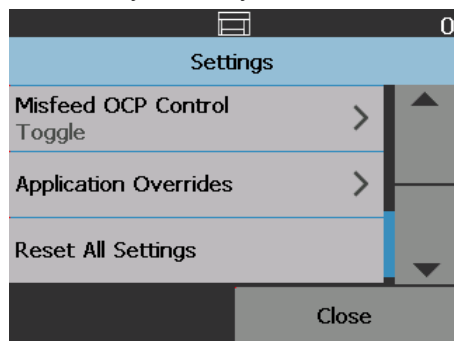 0
Settings
Misfeed OCP Control
Toggle
Application Overrides
Reset All Settings
Close